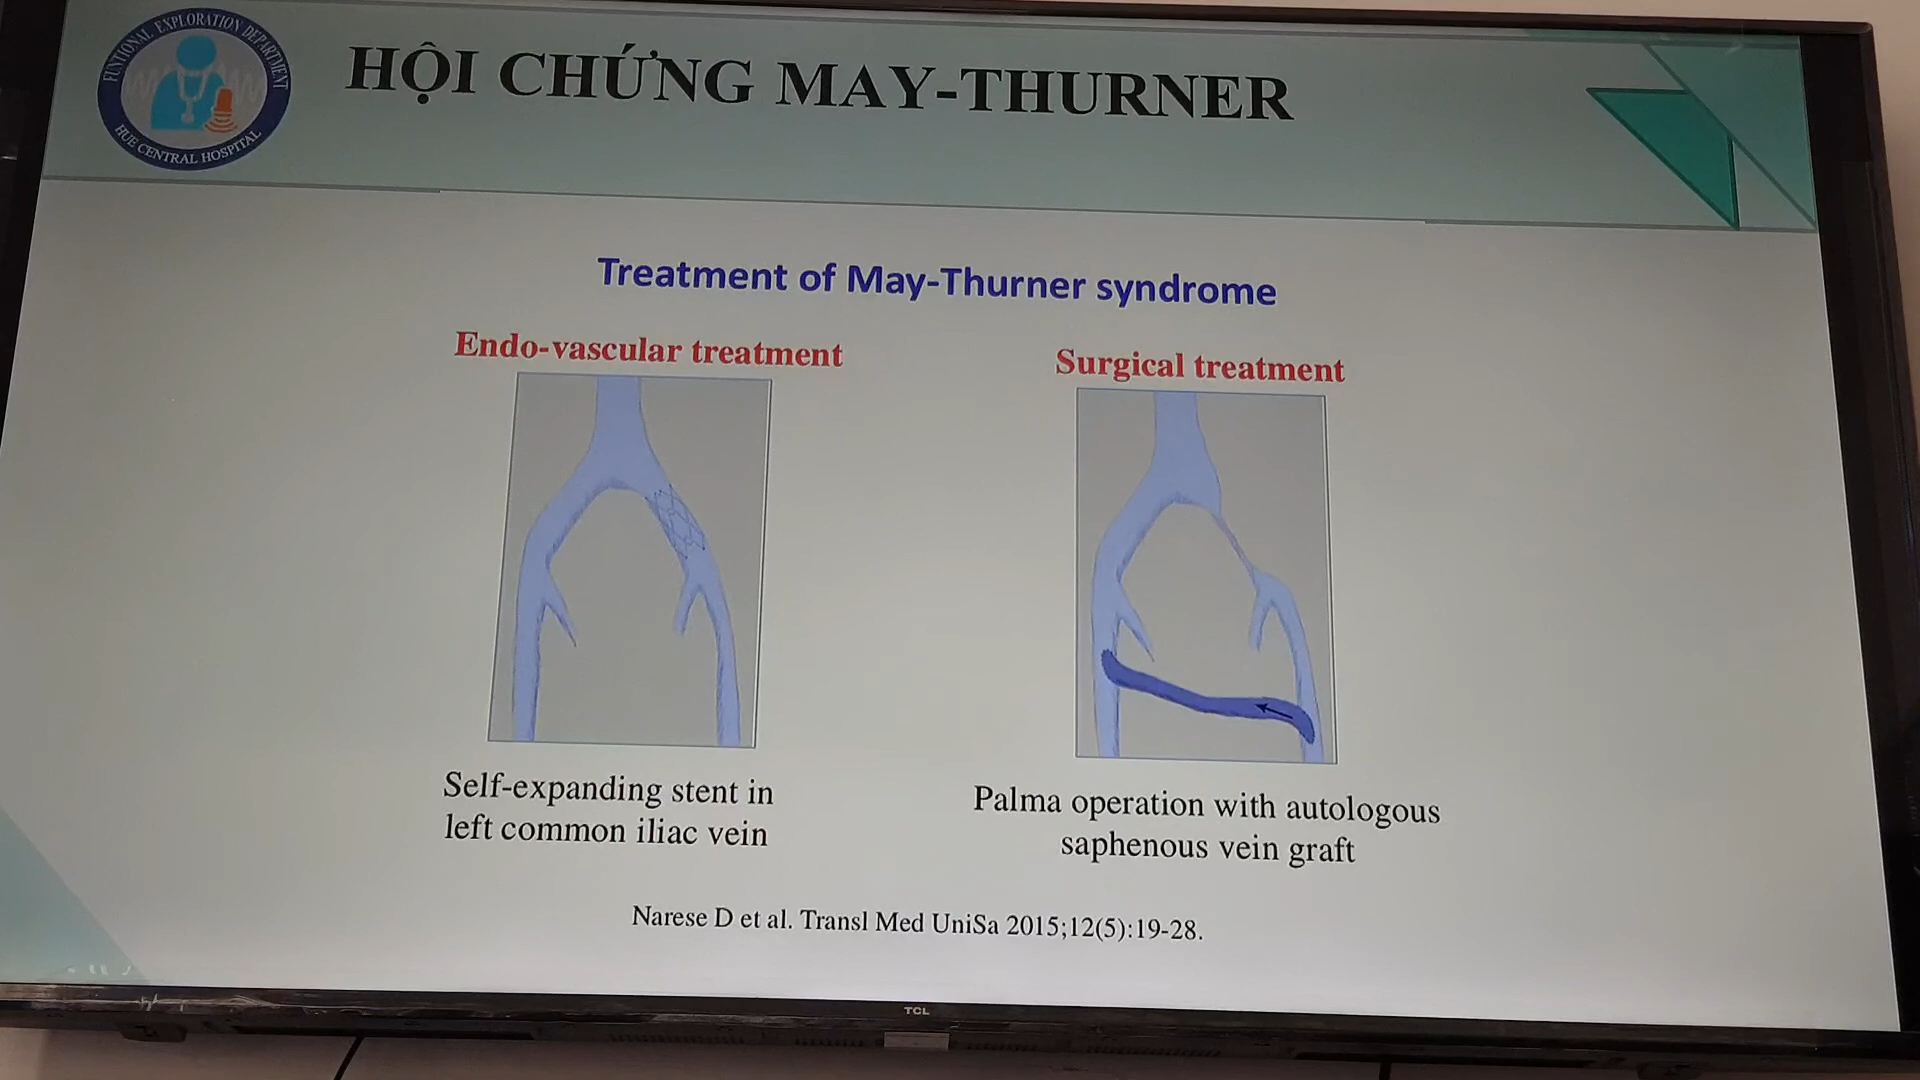 FUNTIONAL EXPLORATION DEPARTMENT
HUE CENTRAL HOSPITAL
HỘI CHỨNG MAY-THURNER
Treatment of May-Thurner syndrome
Endo-vascular treatment
Surgical treatment
Self-expanding stent in
left common iliac vein
Palma operation with autologous
saphenous vein graft
Narese D et al. Transl Med UniSa 2015;12(5):19-28.
TCL